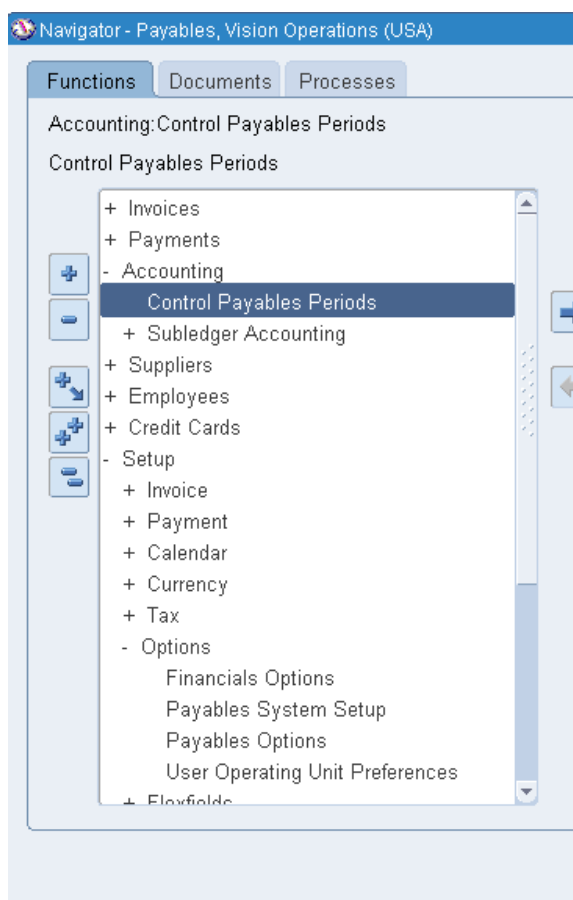 Navigator - Payables, Vision Operations (USA)
Functions Documents Processes
Accounting:Control Payables Periods
Control Payables Periods
+ Invoices
+ Payments
- Accounting
Control Payables Periods
+ Subledger Accounting
+ Suppliers
+ Employees
+ Credit Cards
- Setup
+ Invoice
+ Payment
+ Calendar
+ Currency
+ Tax
- Options
Financials Options
Payables System Setup
Payables Options
User Operating Unit Preferences
+ Flexfields